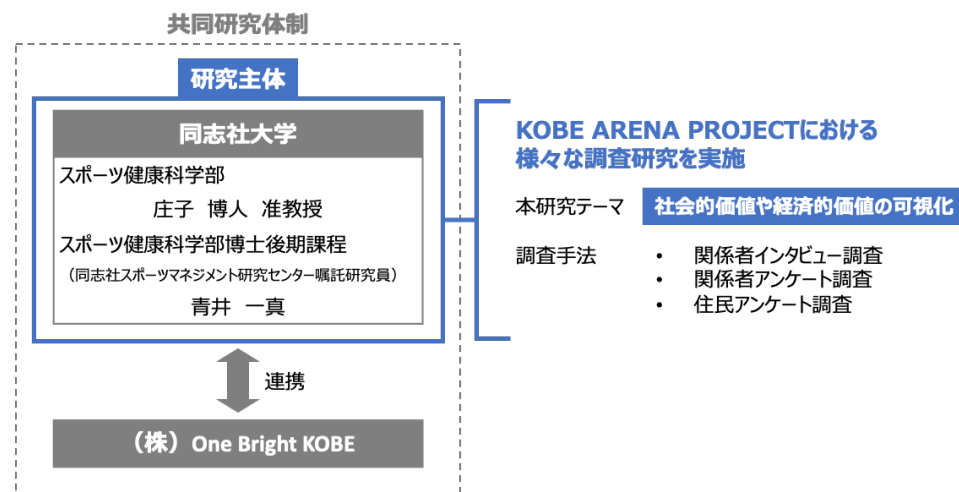 共同研究体制
研究主体
同志社大学
スポーツ健康科学部
庄子 博人 准教授
スポーツ健康科学部博士後期課程
（同志社スポーツマネジメント研究センター嘱託研究員）
青井 一真
連携
（株）One Bright KOBE
KOBE ARENA PROJECTにおける
様々な調査研究を実施
本研究テーマ 社会的価値や経済的価値の可視化
調査手法 • 関係者インタビュー調査
• 関係者アンケート調査
• 住民アンケート調査